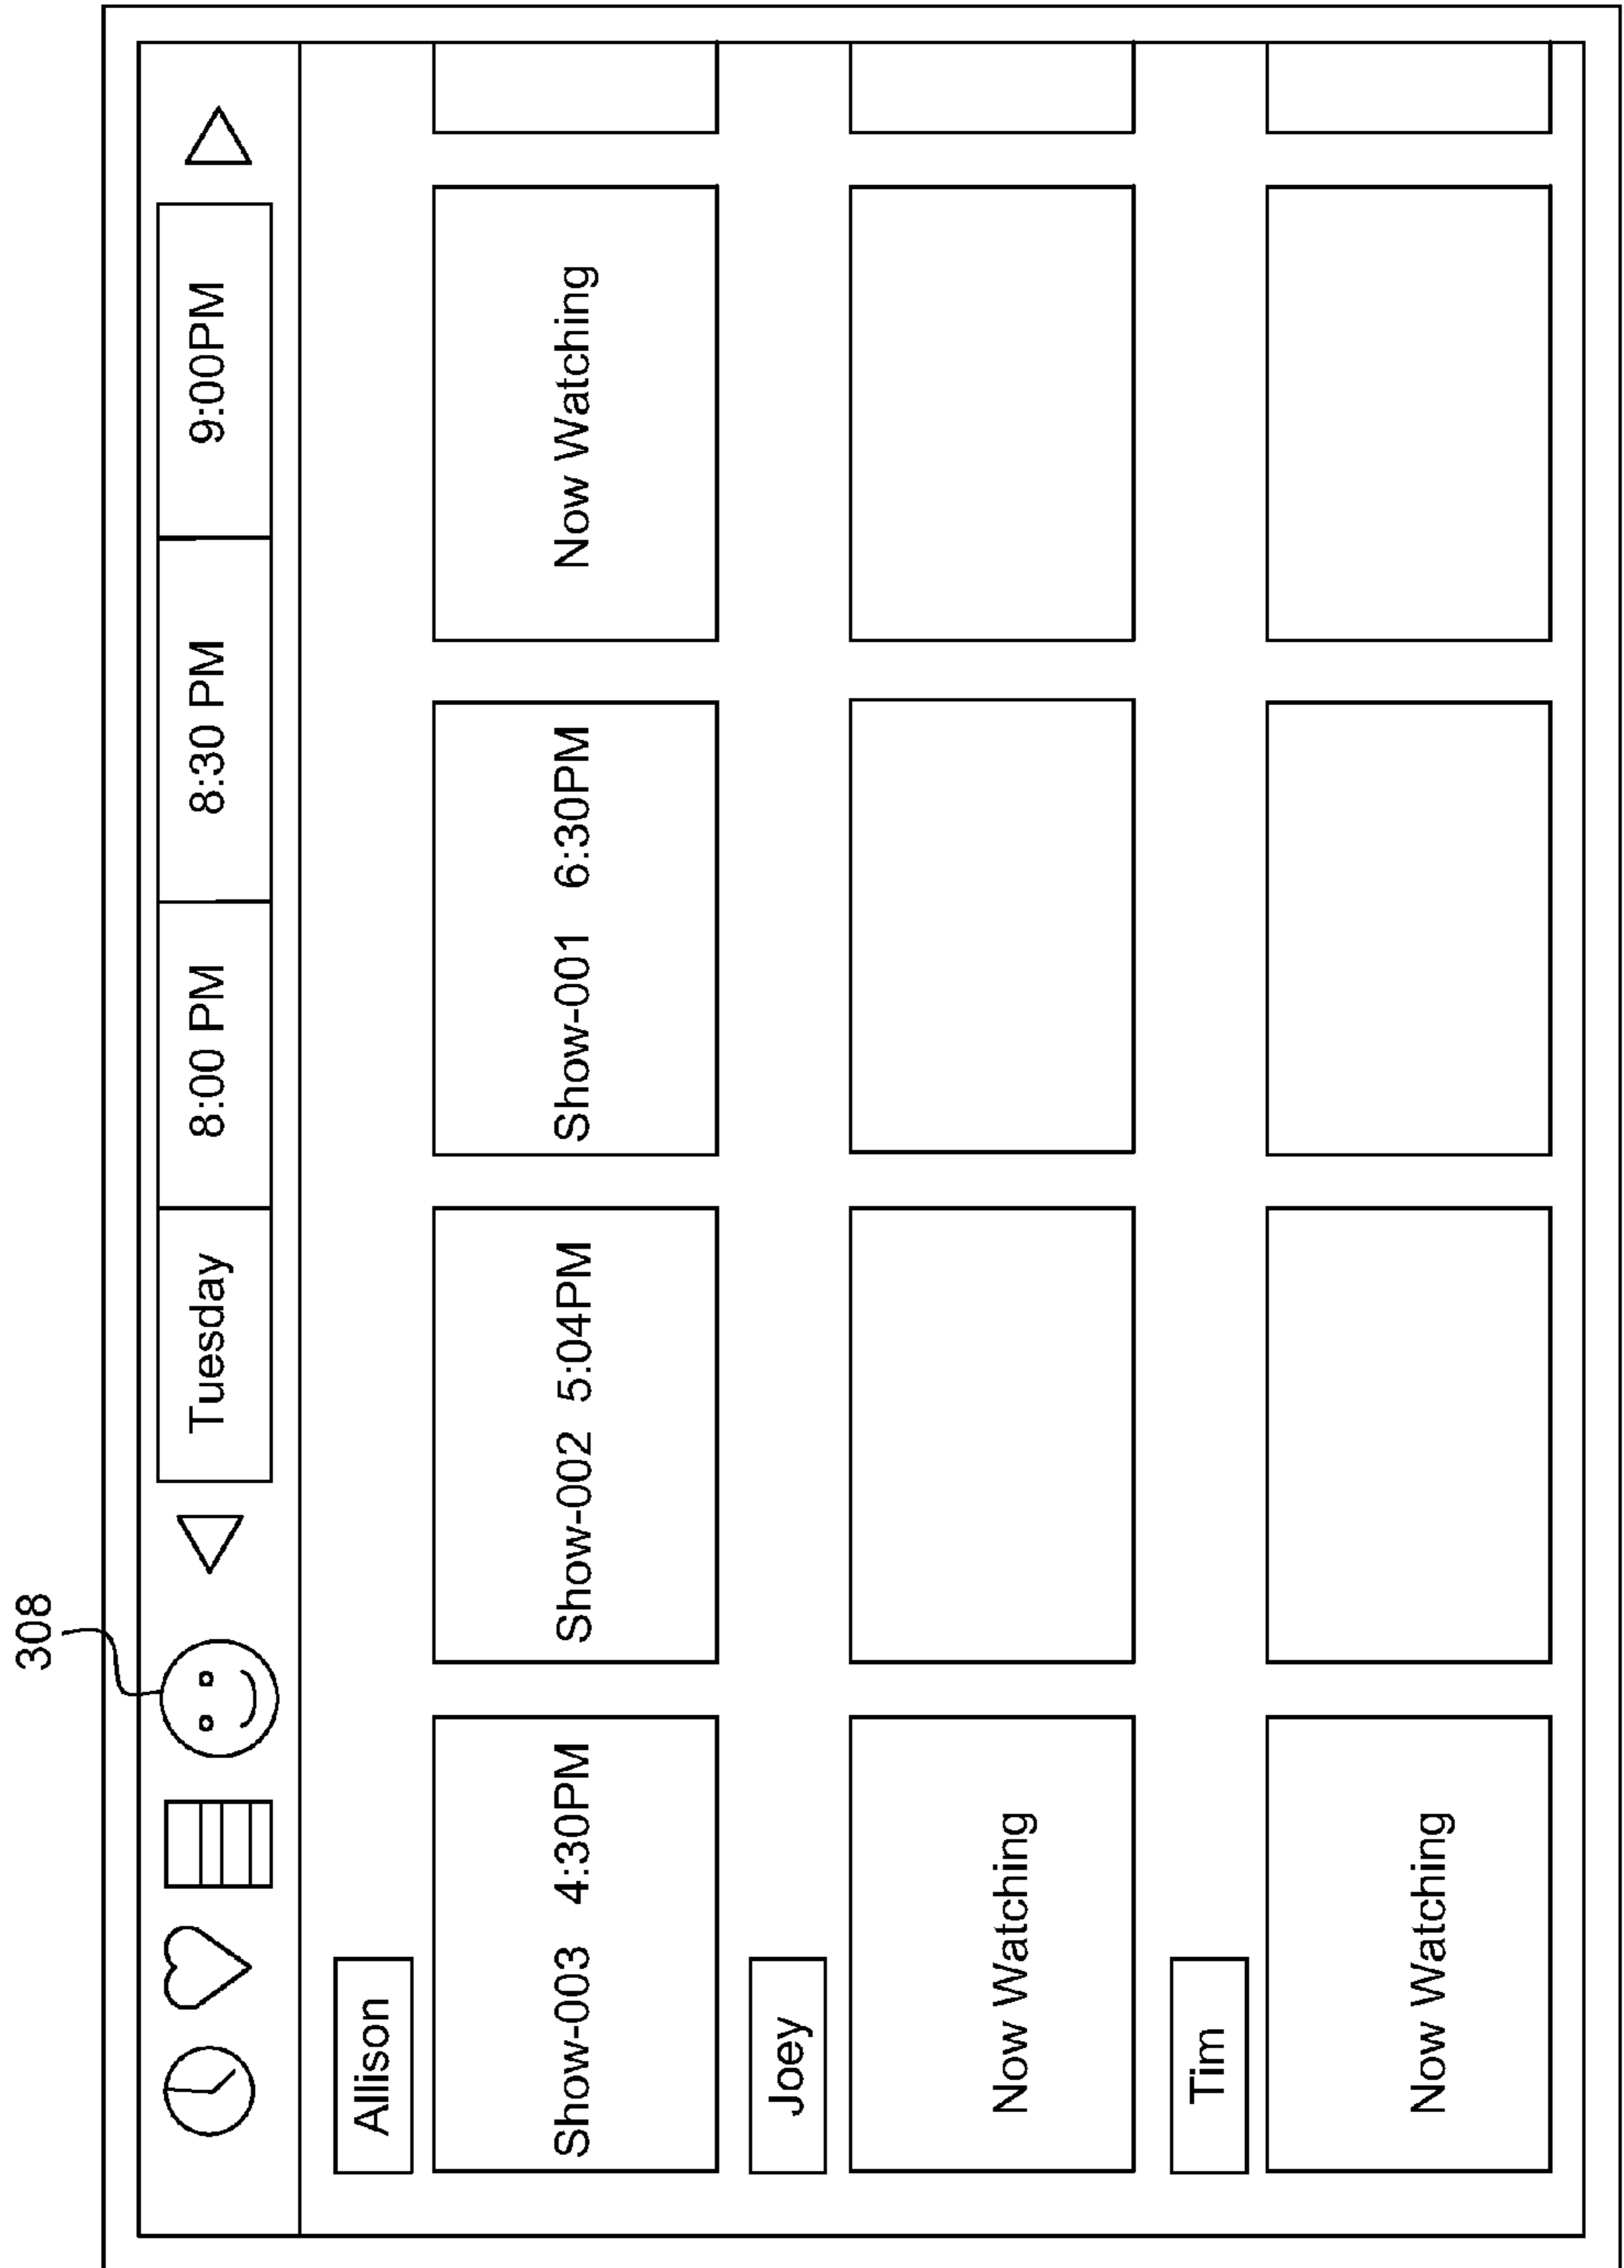 308
Tuesday 8:00 PM 8:30 PM 9:00PM
Allison
Show-003 4:30PM Show-002 5:04PM Show-001 6:30PM Now Watching
Joey
Now Watching
Tim
Now Watching